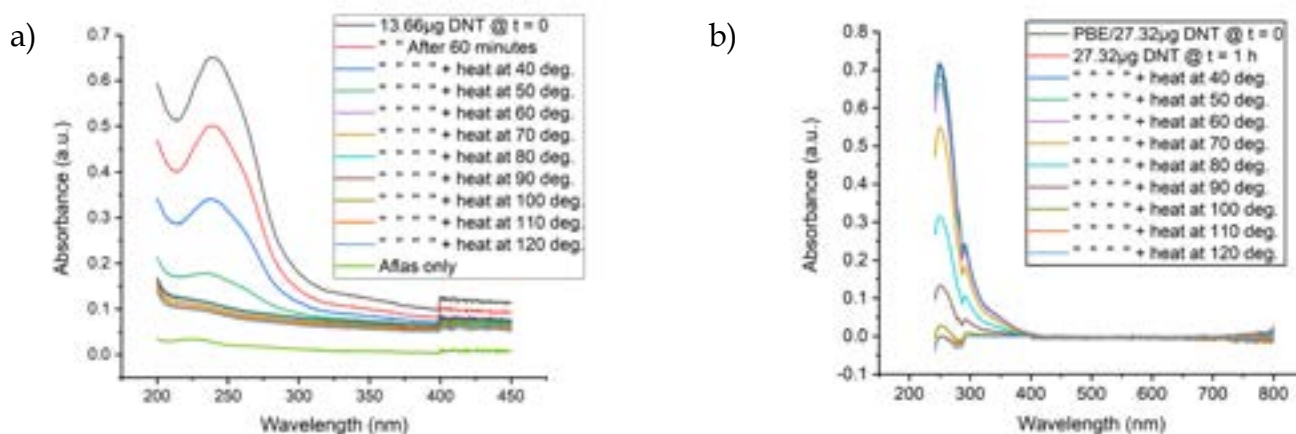 a)
13.66µg DNT @ t = 0
" " After 60 minutes
" " " " " + heat at 40 deg.
" " " " " + heat at 50 deg.
" " " " " + heat at 60 deg.
" " " " " + heat at 70 deg.
" " " " " + heat at 80 deg.
" " " " " + heat at 90 deg.
" " " " " + heat at 100 deg.
" " " " " + heat at 110 deg.
" " " " " + heat at 120 deg.
Aflas only
Absorbance (a.u.)
0.7
0.6
0.5
0.4
0.3
0.2
0.1
0.0
200 250 300 350 400 450
Wavelength (nm)
b)
PBE/27.32µg DNT @ t = 0
27.32µg DNT @ t = 1 h
" " " " " + heat at 40 deg.
" " " " " + heat at 50 deg.
" " " " " + heat at 60 deg.
" " " " " + heat at 70 deg.
" " " " " + heat at 80 deg.
" " " " " + heat at 90 deg.
" " " " " + heat at 100 deg.
" " " " " + heat at 110 deg.
" " " " " + heat at 120 deg.
Absorbance (a.u.)
0.8
0.7
0.6
0.5
0.4
0.3
0.2
0.1
0.0
-0.1
200 300 400 500 600 700 800
Wavelength (nm)